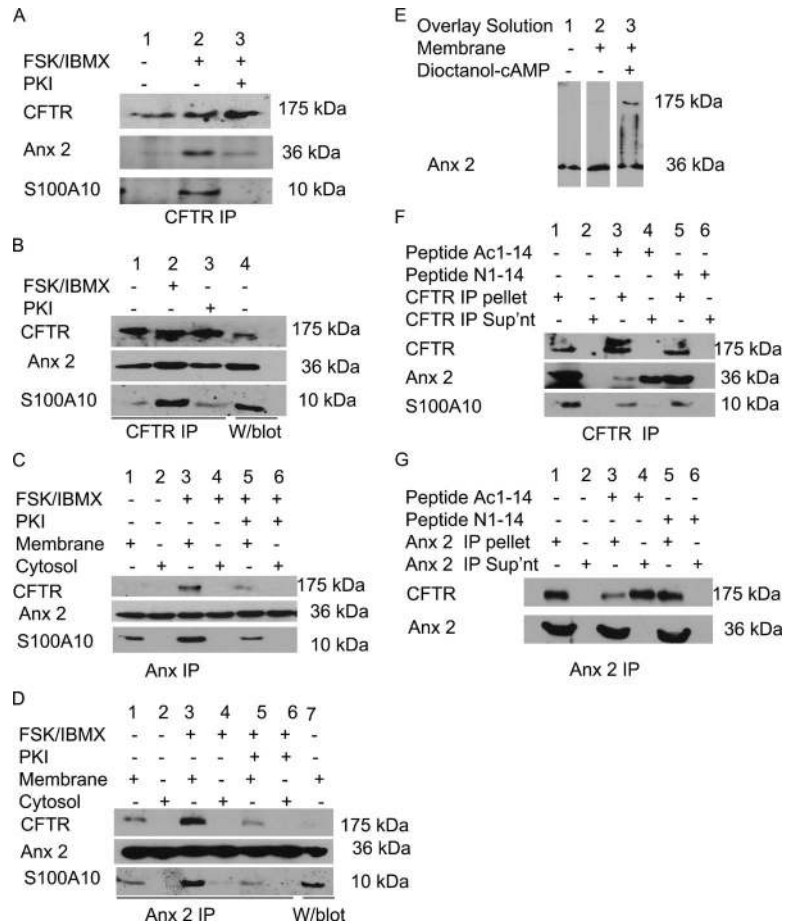 A
1 2 3
FSK/IBMX - + +
PKI - - +
CFTR 175 kDa
Anx 2 36 kDa
S100A10 10 kDa
CFTR IP
B
1 2 3 4
FSK/IBMX - + - -
PKI - - + -
CFTR 175 kDa
Anx 2 36 kDa
S100A10 10 kDa
CFTR IP W/blot
C
1 2 3 4 5 6
FSK/IBMX - - + + + +
PKI - - - - + +
Membrane + - + - + -
Cytosol - + - + - +
CFTR 175 kDa
Anx 2 36 kDa
S100A10 10 kDa
Anx IP
D
1 2 3 4 5 6 7
FSK/IBMX - - + + + + -
PKI - - - - + + -
Membrane + - + - + - +
Cytosol - + - + - + -
CFTR 175 kDa
Anx 2 36 kDa
S100A10 10 kDa
Anx 2 IP W/blot
E
Overlay Solution 1 2 3
Membrane - + +
Dioctanol-cAMP - - +
175 kDa
Anx 2 36 kDa
F
1 2 3 4 5 6
Peptide Ac1-14 - - + + - -
Peptide N1-14 - - - - + +
CFTR IP pellet + - + - + -
CFTR IP Sup'nt - + - + - +
CFTR 175 kDa
Anx 2 36 kDa
S100A10 10 kDa
CFTR IP
G
1 2 3 4 5 6
Peptide Ac1-14 - - + + - -
Peptide N1-14 - - - - + +
Anx 2 IP pellet + - + - + -
Anx 2 IP Sup'nt - + - + - +
CFTR 175 kDa
Anx 2 36 kDa
Anx 2 IP